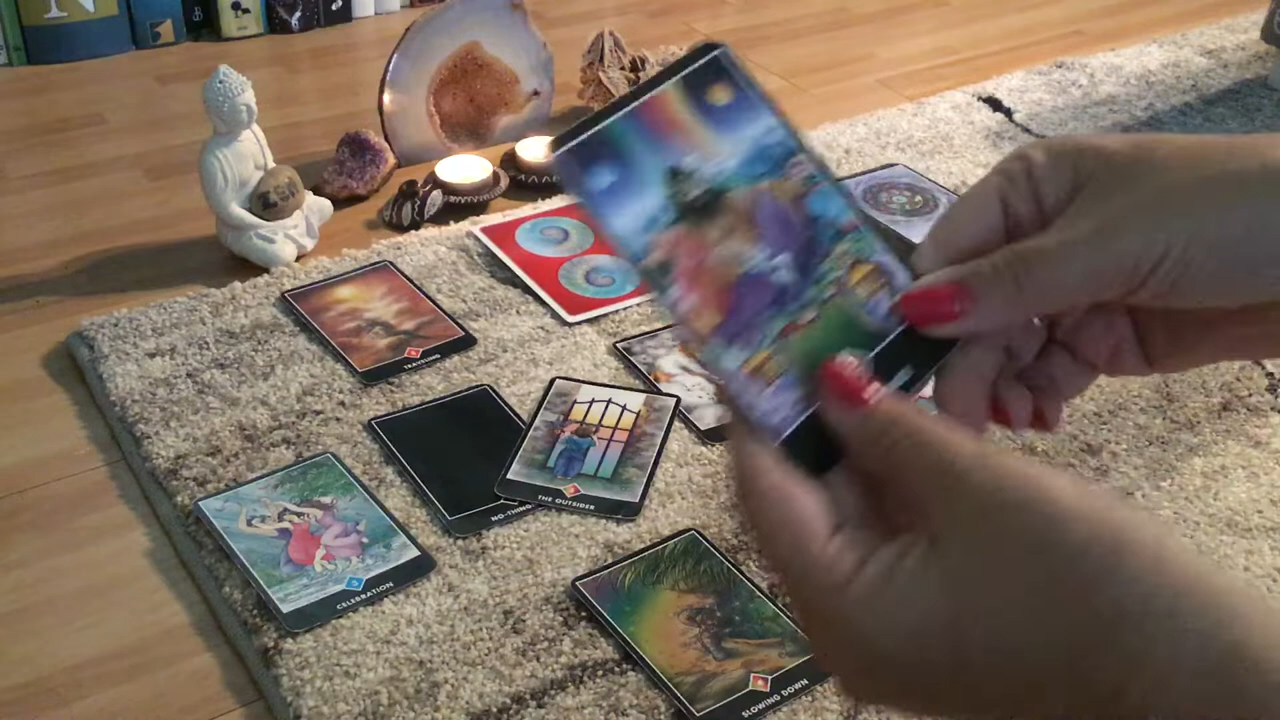 N
TRAVELING
NO-THING
THE OUTSIDER
CELEBRATION
SLOWING DOWN